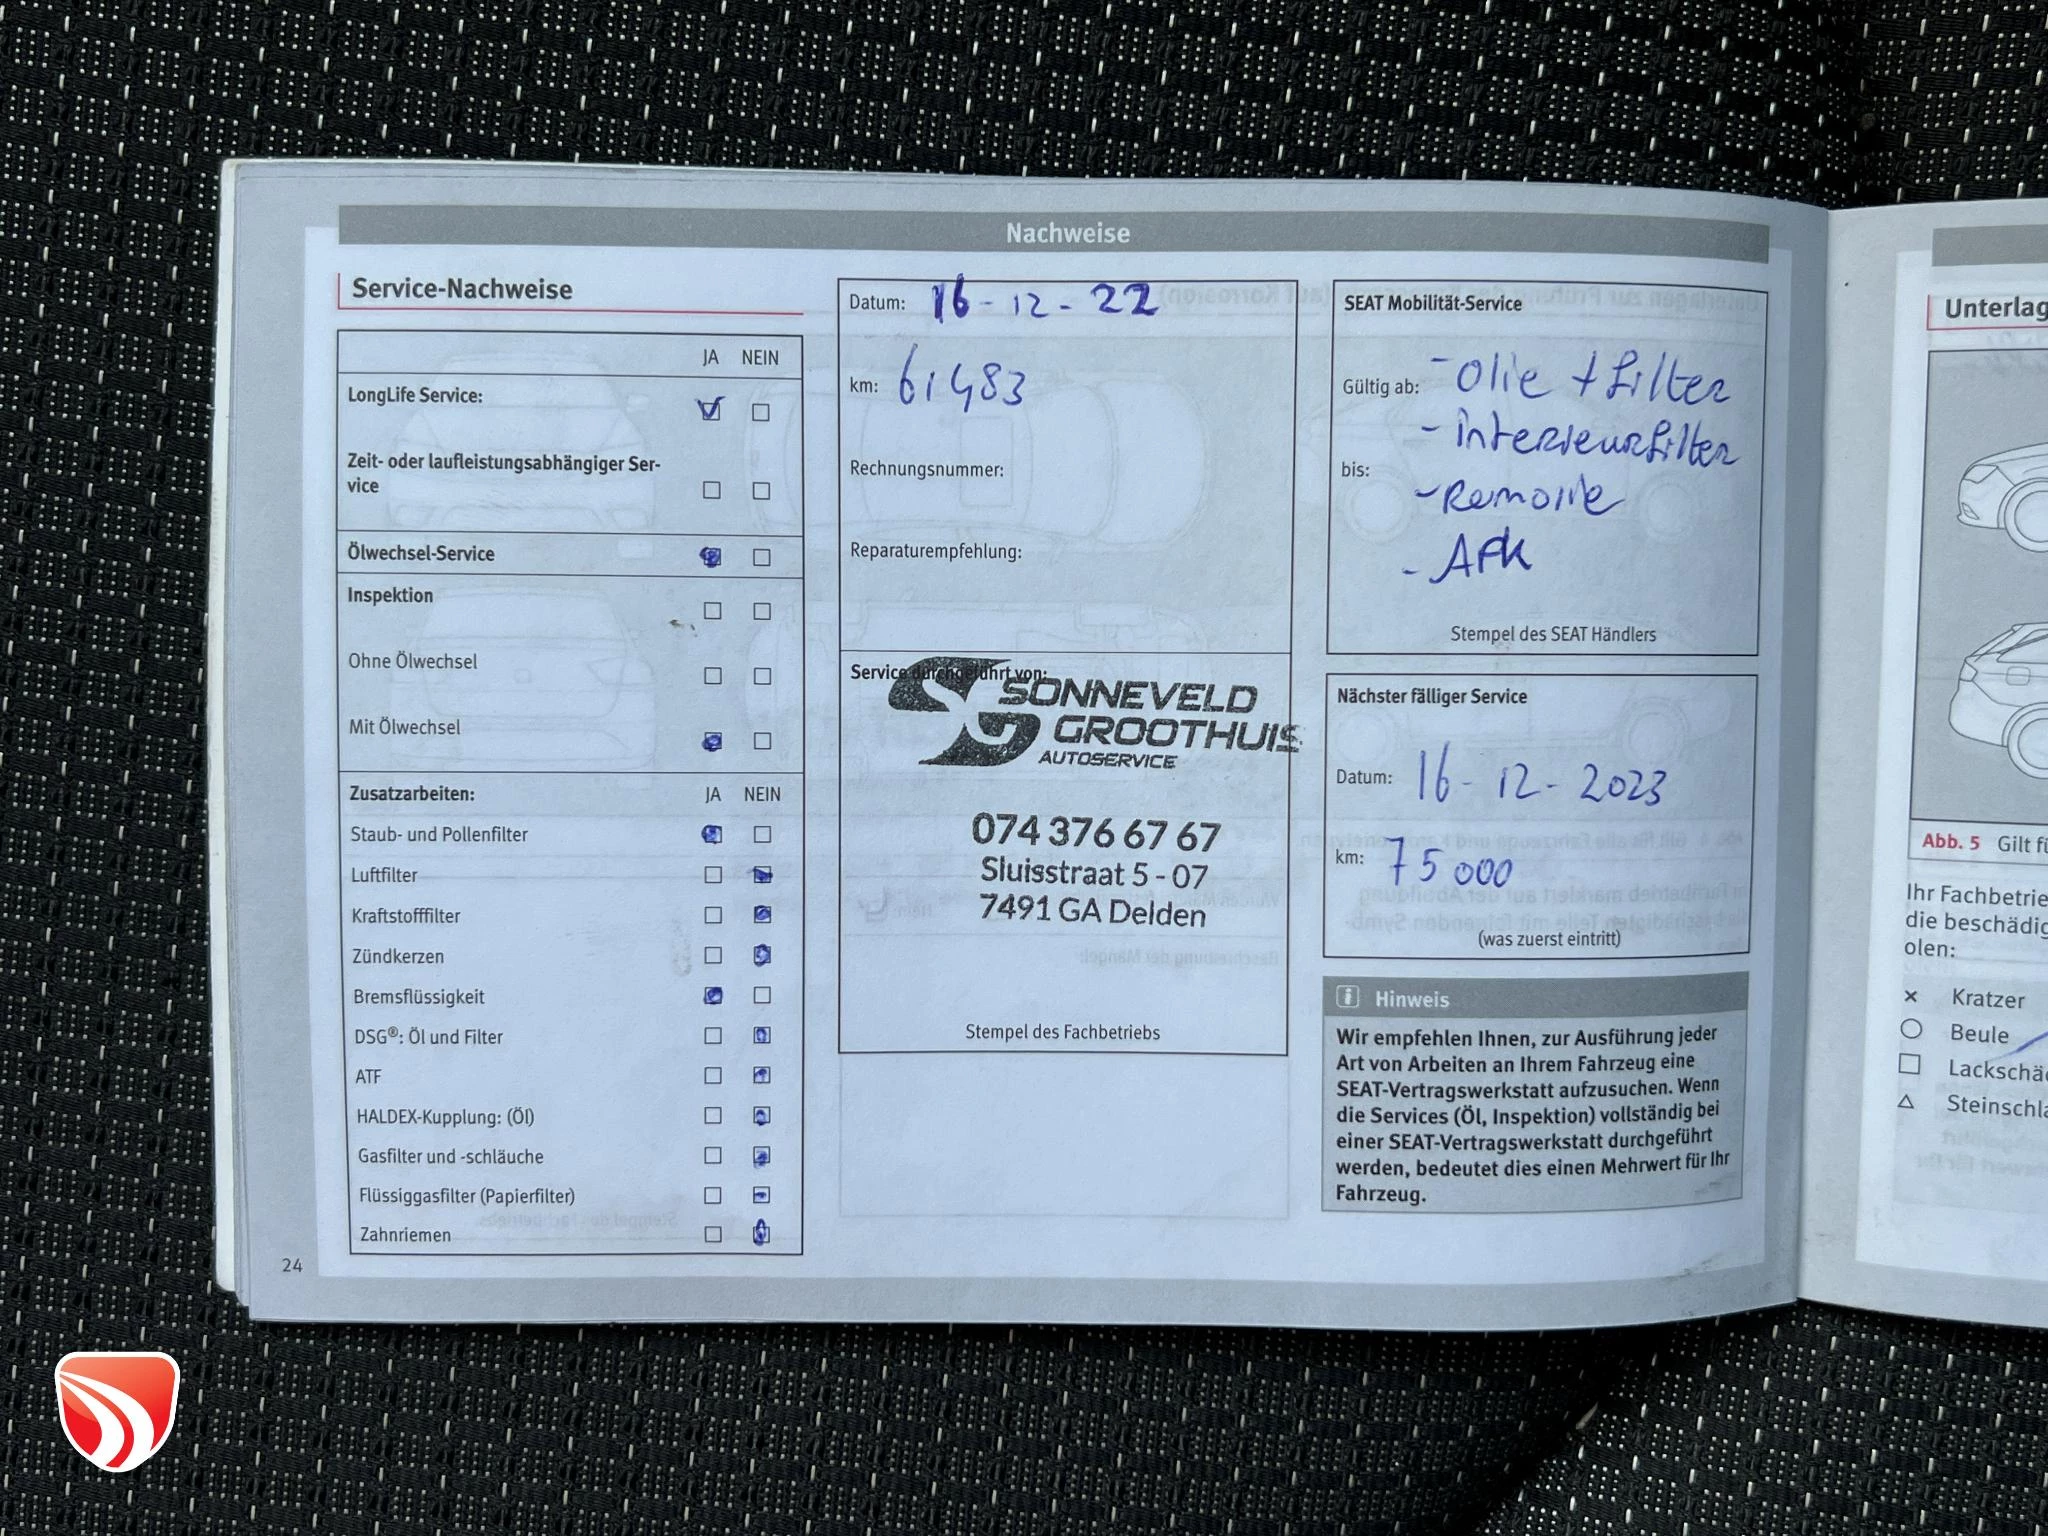 Nachweise
Service-Nachweise
JA NEIN
LongLife Service:
Zeit- oder laufleistungsabhängiger Ser-
vice
Ölwechsel-Service
Inspektion
Ohne Ölwechsel
Mit Ölwechsel
Zusatzarbeiten: JA NEIN
Staub- und Pollenfilter
Luftfilter
Kraftstofffilter
Zündkerzen
Bremsflüssigkeit
DSG®: Öl und Filter
ATF
HALDEX-Kupplung: (Öl)
Gasfilter und -schläuche
Flüssiggasfilter (Papierfilter)
Zahnriemen
24
Datum: 16-12-22
km: 61483
Rechnungsnummer:
Reparaturempfehlung:
Service durchgeführt von:
SONNEVELD
GROOTHUIS
AUTOSERVICE
074 376 67 67
Sluisstraat 5 - 07
7491 GA Delden
Stempel des Fachbetriebs
SEAT Mobilität-Service
Gültig ab: - Olie + filter
- interieurfilter
bis:
- Remolie
- APK
Stempel des SEAT Händlers
Nächster fälliger Service
Datum: 16-12-2023
km: 75000
(was zuerst eintritt)
i Hinweis
Wir empfehlen Ihnen, zur Ausführung jeder
Art von Arbeiten an Ihrem Fahrzeug eine
SEAT-Vertragswerkstatt aufzusuchen. Wenn
die Services (Öl, Inspektion) vollständig bei
einer SEAT-Vertragswerkstatt durchgeführt
werden, bedeutet dies einen Mehrwert für Ihr
Fahrzeug.
Unterlag
Abb. 5 Gilt fü
Ihr Fachbetrie
die beschädig
olen:
× Kratzer
Beule
Lackschä
Steinschla